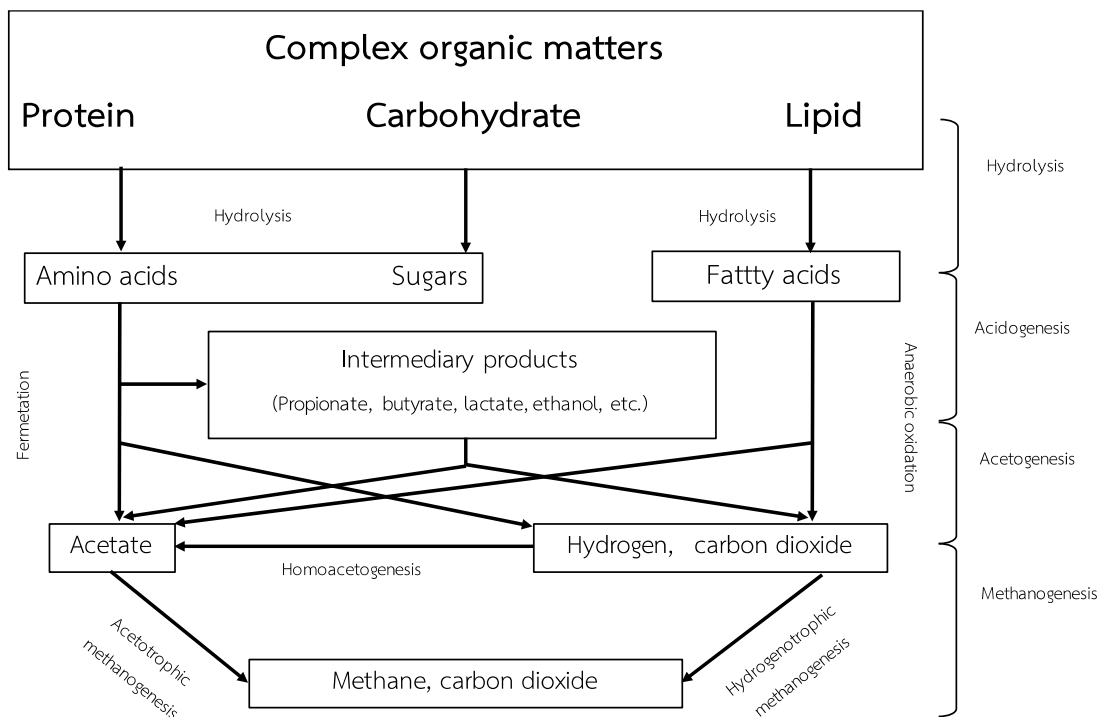 Complex organic matters
Protein Carbohydrate Lipid
Hydrolysis
Hydrolysis Hydrolysis
Amino acids Sugars Fattty acids
Acidogenesis
Intermediary products
(Propionate, butyrate, lactate, ethanol, etc.)
Fermetation
Anaerobic oxidation
Acetogenesis
Acetate Hydrogen, carbon dioxide
Homoacetogenesis
Methanogenesis
Acetotrophic
methanogenesis
Hydrogenotrophic
methanogenesis
Methane, carbon dioxide